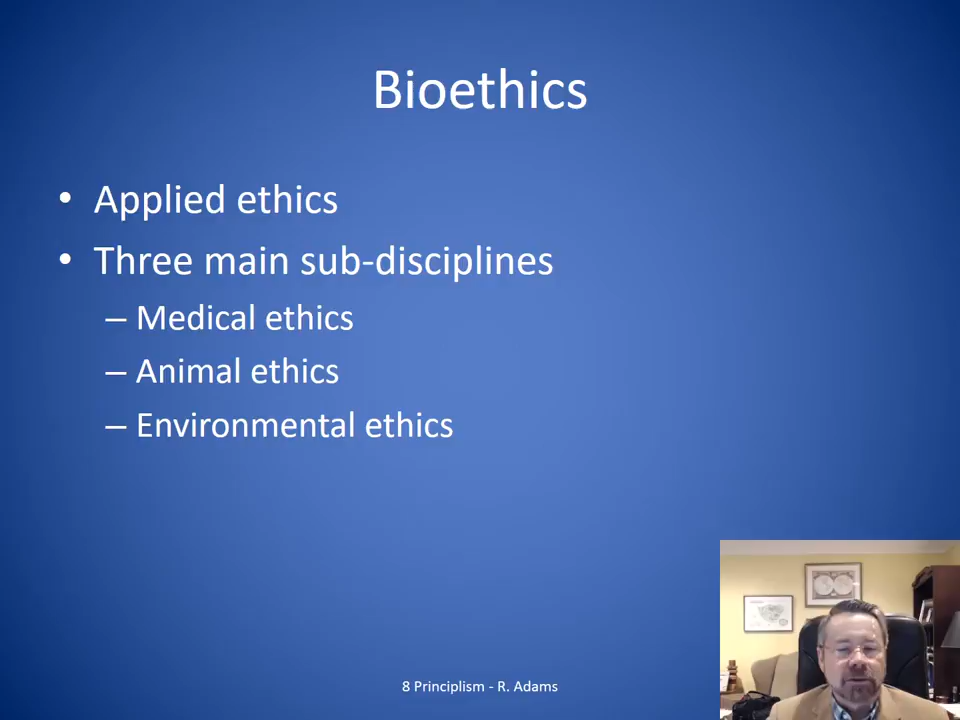 Bioethics
• Applied ethics
• Three main sub-disciplines
– Medical ethics
– Animal ethics
– Environmental ethics
8 Principlism - R. Adams